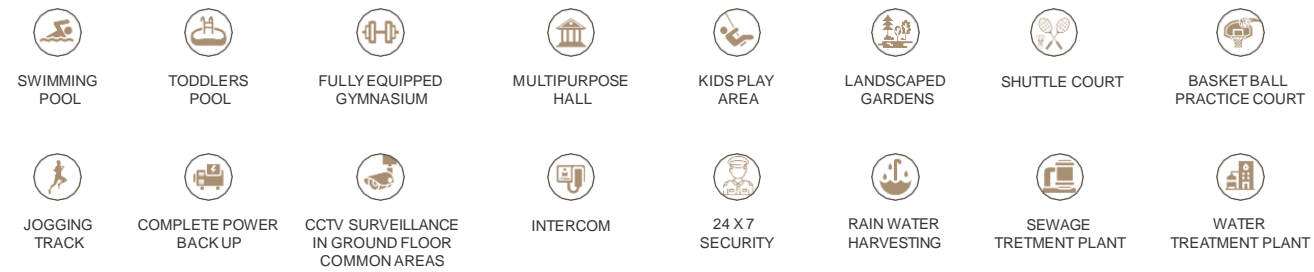 SWIMMING
POOL
TODDLERS
POOL
FULLY EQUIPPED
GYMNASIUM
MULTIPURPOSE
HALL
KIDS PLAY
AREA
LANDSCAPED
GARDENS
SHUTTLE COURT
BASKET BALL
PRACTICE COURT
JOGGING
TRACK
COMPLETE POWER
BACK UP
CCTV SURVEILLANCE
IN GROUND FLOOR
COMMON AREAS
INTERCOM
24 X 7
SECURITY
RAIN WATER
HARVESTING
SEWAGE
TRETMENT PLANT
WATER
TREATMENT PLANT